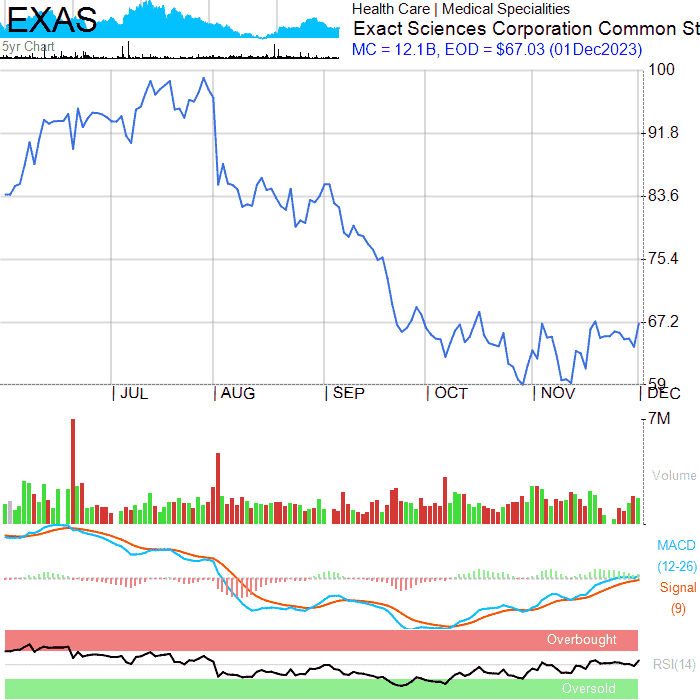 EXAS
Health Care | Medical Specialities
Exact Sciences Corporation Common St
MC = 12.1B, EOD = $67.03 (01Dec2023)
5yr Chart
100
91.8
83.6
75.4
67.2
59
| JUL | AUG | SEP | OCT | NOV | DEC
7M
Volume
MACD
(12-26)
Signal
(9)
Overbought
RSI(14)
Oversold